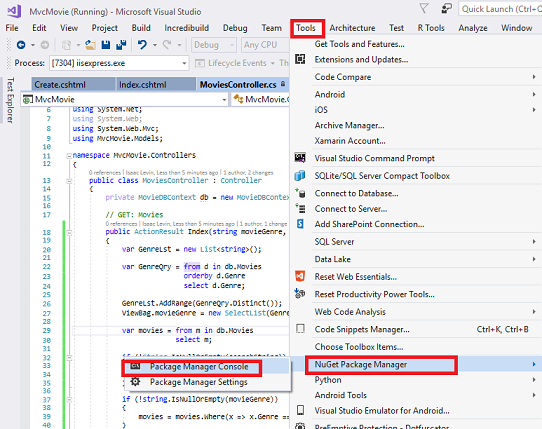 MvcMovie (Running) - Microsoft Visual Studio
Quick Launch (Ctrl+Q)
File Edit View Project Build Incredibuild Debug Team Tools Architecture Test R Tools Analyze Window
Debug Any CPU
Process: [7304] iisexpress.exe Lifecycle Events
Test Explorer
Create.cshtml Index.cshtml MoviesController.cs
MvcMovie MvcMovie.C
6 using System.Net;
7 using System.Web;
8 using System.Web.Mvc;
9 using MvcMovie.Models;
10
11 namespace MvcMovie.Controllers
12 {
0 references | Isaac Levin, Less than 5 minutes ago | 1 author, 2 changes
13 public class MoviesController : Controller
14 {
15 private MovieDBContext db = new MovieDBContex
16
17 // GET: Movies
0 references | Isaac Levin, Less than 5 minutes ago | 1 author, 1 change
18 public ActionResult Index(string movieGenre,
19 {
20 var GenreLst = new List<string>();
21
22 var GenreQry = from d in db.Movies
23 orderby d.Genre
24 select d.Genre;
25
26 GenreLst.AddRange(GenreQry.Distinct());
27 ViewBag.movieGenre = new SelectList(GenreL
28
29 var movies = from m in db.Movies
30 select m;
31
Package Manager Console
Package Manager Settings
36
37 if (!string.IsNullOrEmpty(movieGenre))
38 {
39 movies = movies.Where(x => x.Genre ==
40 }
Get Tools and Features...
Extensions and Updates...
Code Compare
Android
iOS
Archive Manager...
Xamarin Account...
Visual Studio Command Prompt
SQLite/SQL Server Compact Toolbox
Connect to Database...
Connect to Server...
Add SharePoint Connection...
SQL Server
Data Lake
Reset Web Essentials...
Reset Productivity Power Tools...
Web Code Analysis
Code Snippets Manager... Ctrl+K, Ctrl+B
Choose Toolbox Items...
NuGet Package Manager
Python
Android Tools
Visual Studio Emulator for Android...
PreEmptive Protection - Dotfuscator